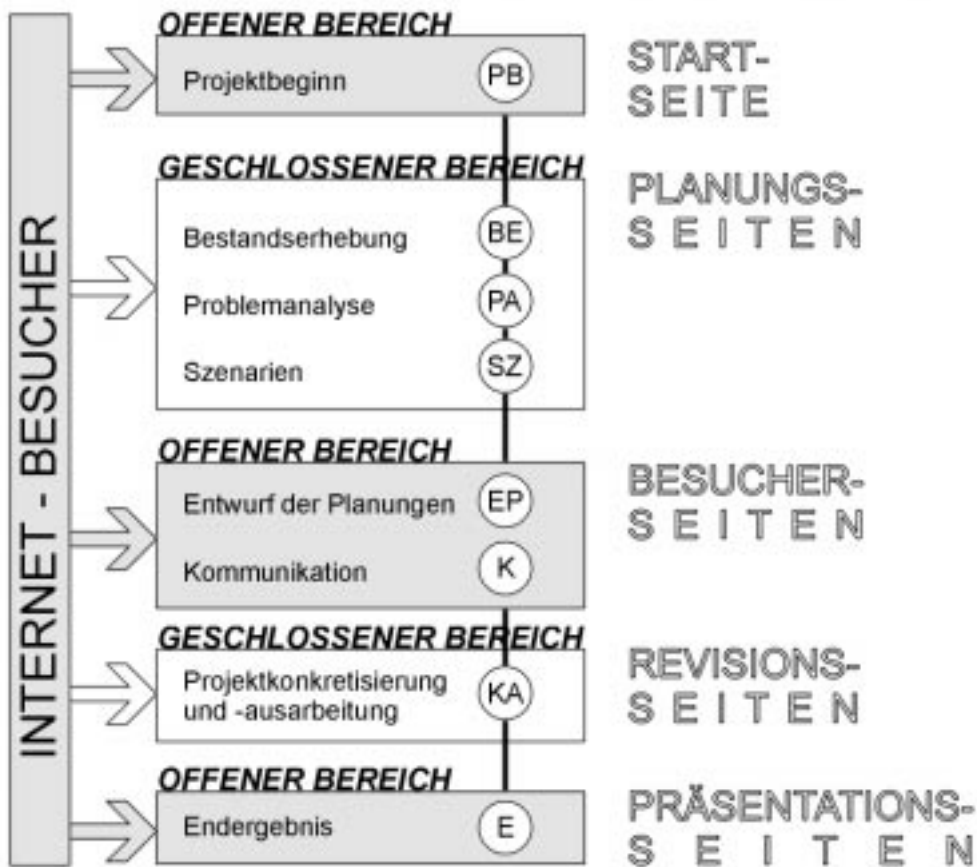 INTERNET - BESUCHER
OFFENER BEREICH
Projektbeginn PB
START-
SEITE
GESCHLOSSENER BEREICH
PLANUNGS-
SEITEN
Bestandserhebung BE
Problemanalyse PA
Szenarien SZ
OFFENER BEREICH
Entwurf der Planungen EP
Kommunikation K
BESUCHER-
SEITEN
GESCHLOSSENER BEREICH
Projektkonkretisierung
und -ausarbeitung KA
REVISIONS-
SEITEN
OFFENER BEREICH
Endergebnis E
PRÄSENTATIONS-
SEITEN